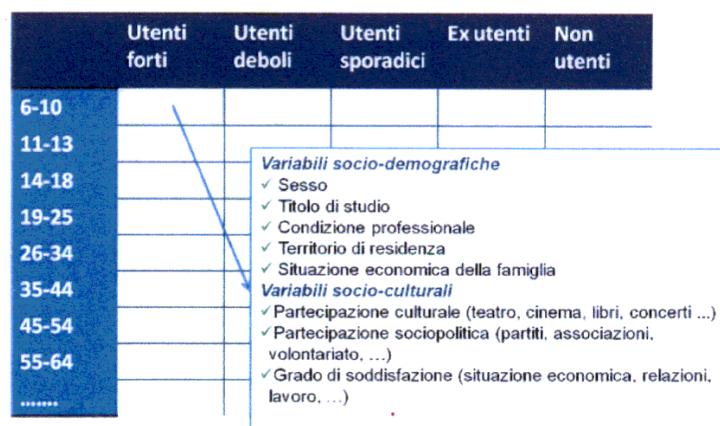 Utenti forti
Utenti deboli
Utenti sporadici
Ex utenti
Non utenti
6-10
11-13
14-18
19-25
26-34
35-44
45-54
55-64
.......
Variabili socio-demografiche
✓ Sesso
✓ Titolo di studio
✓ Condizione professionale
✓ Territorio di residenza
✓ Situazione economica della famiglia
Variabili socio-culturali
✓ Partecipazione culturale (teatro, cinema, libri, concerti ...)
✓ Partecipazione sociopolitica (partiti, associazioni,
volontariato, ...)
✓ Grado di soddisfazione (situazione economica, relazioni,
lavoro, ...)